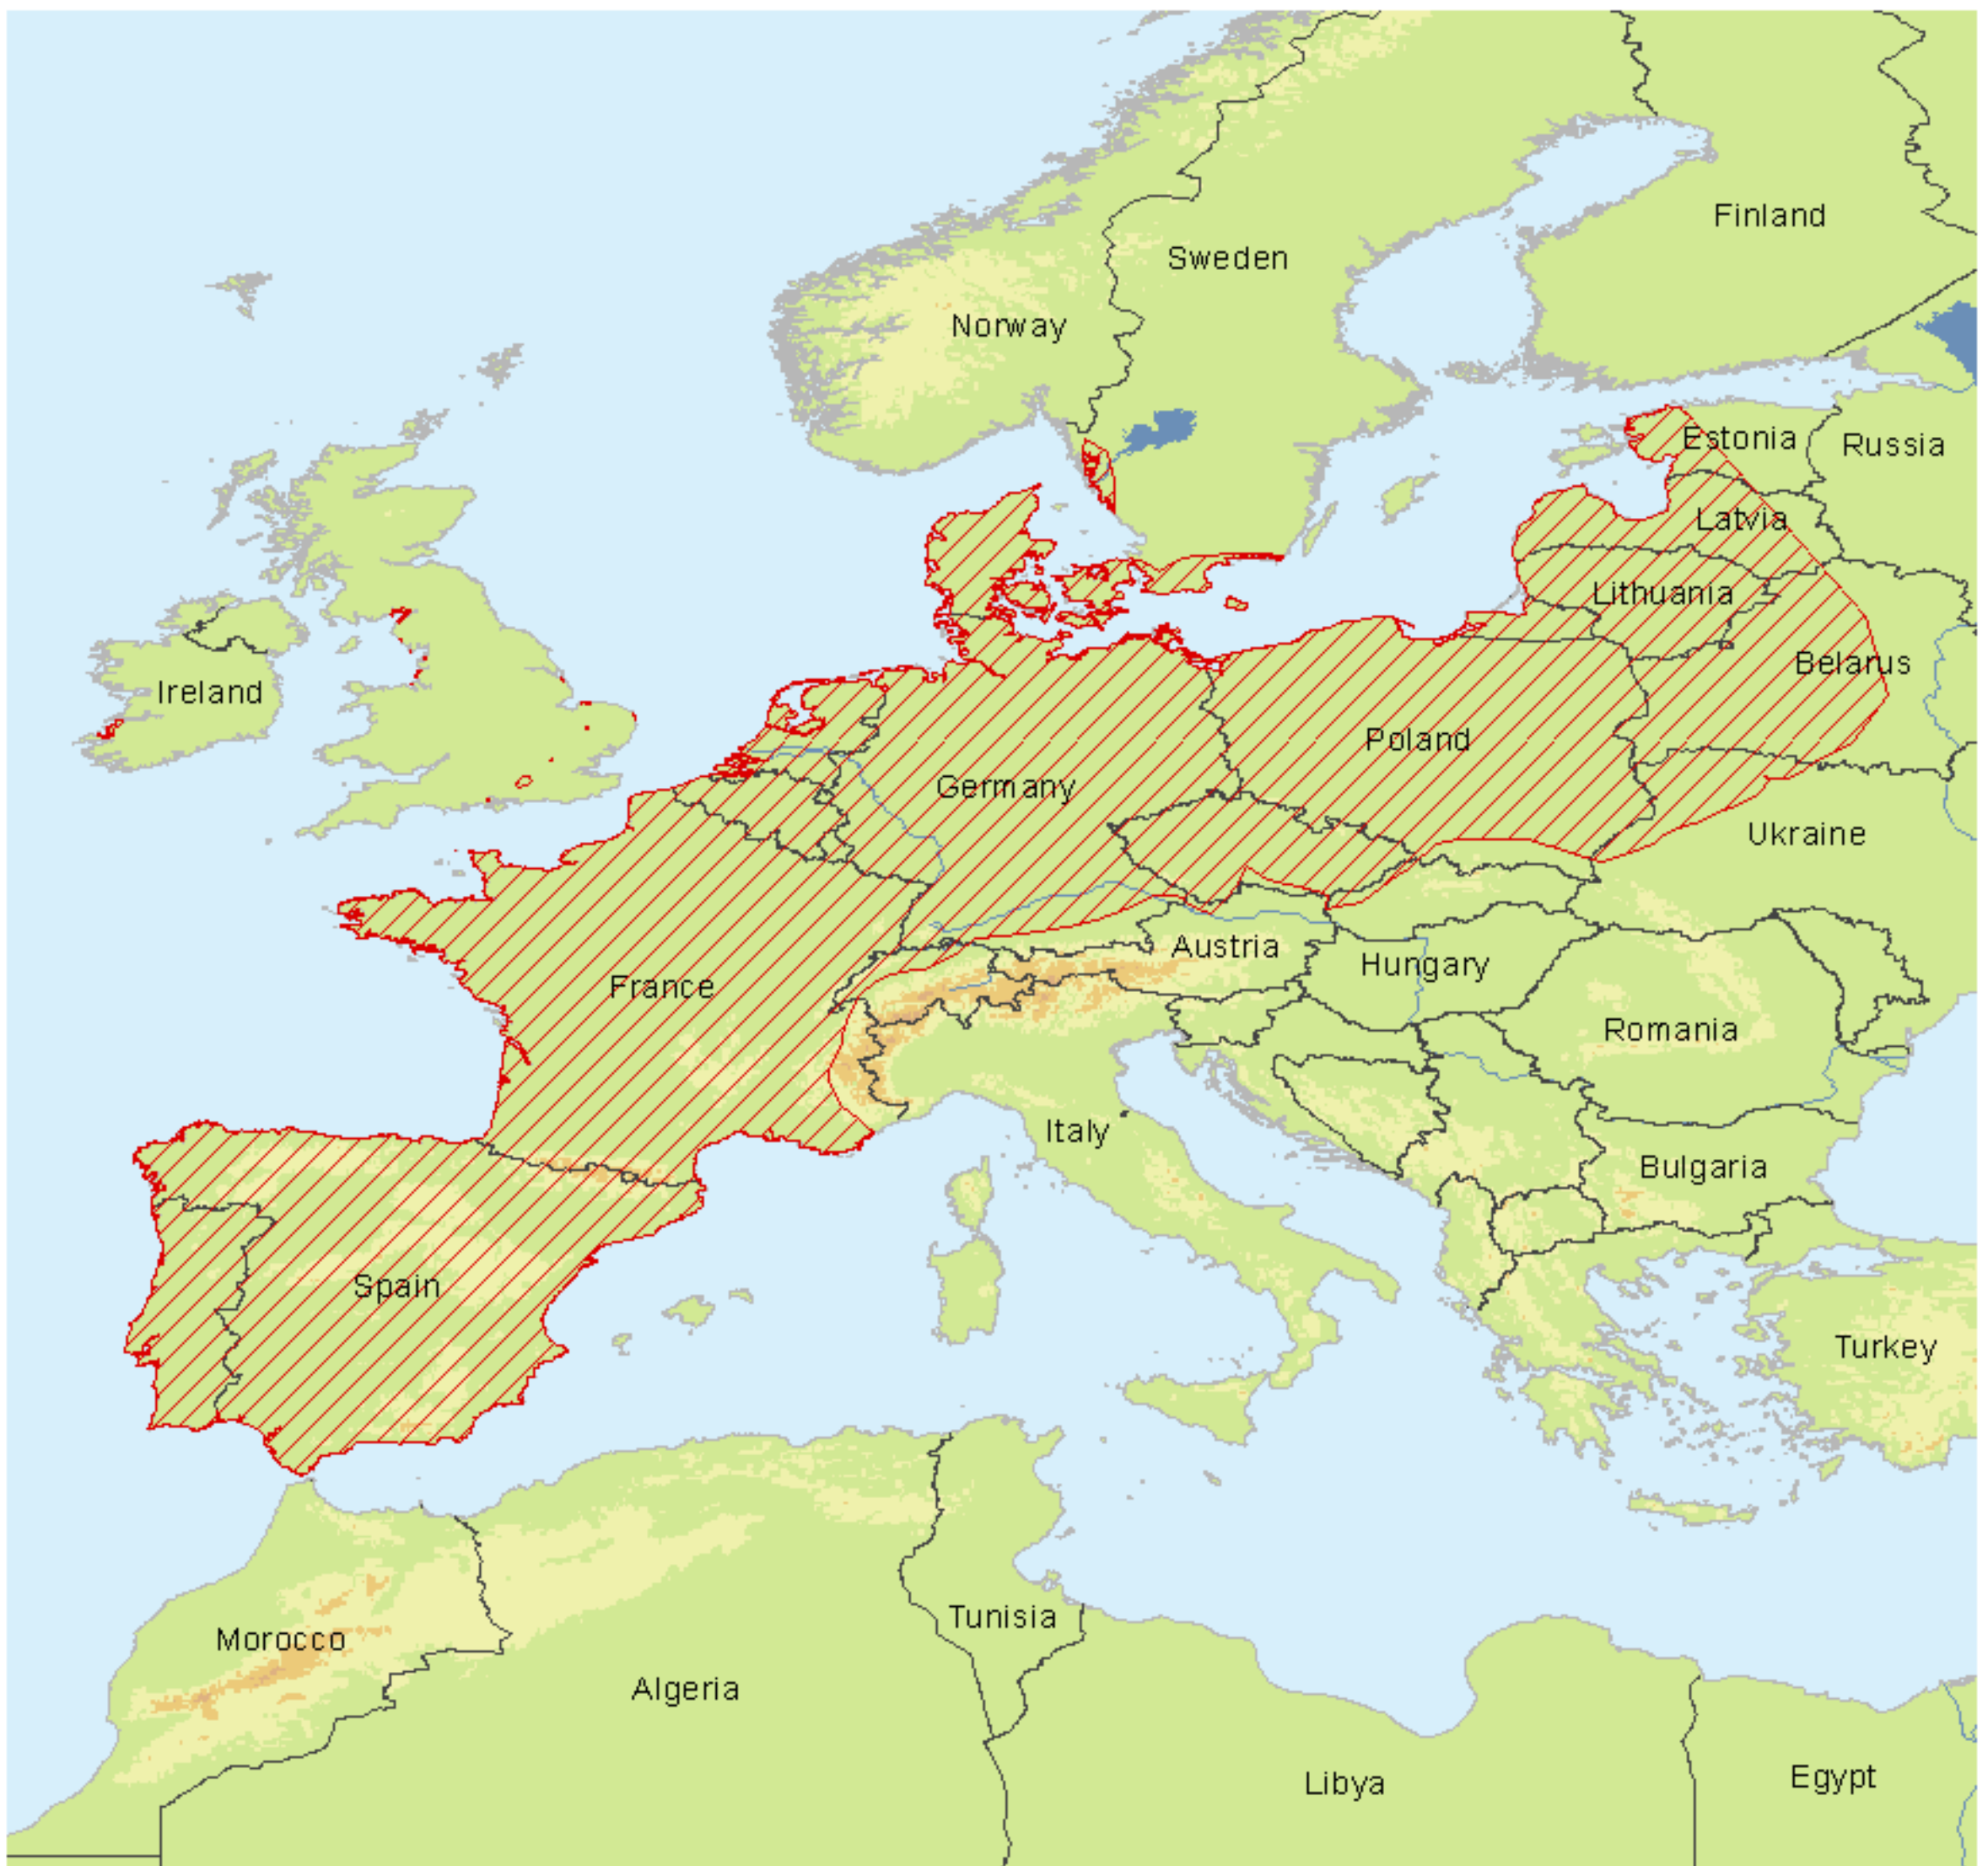 Finland
Sweden
Norway
Estonia
Russia
Latvia
Lithuania
Belarus
Ireland
Poland
Germany
Ukraine
Austria
Hungary
France
Romania
Italy
Bulgaria
Spain
Turkey
Tunisia
Morocco
Algeria
Libya
Egypt